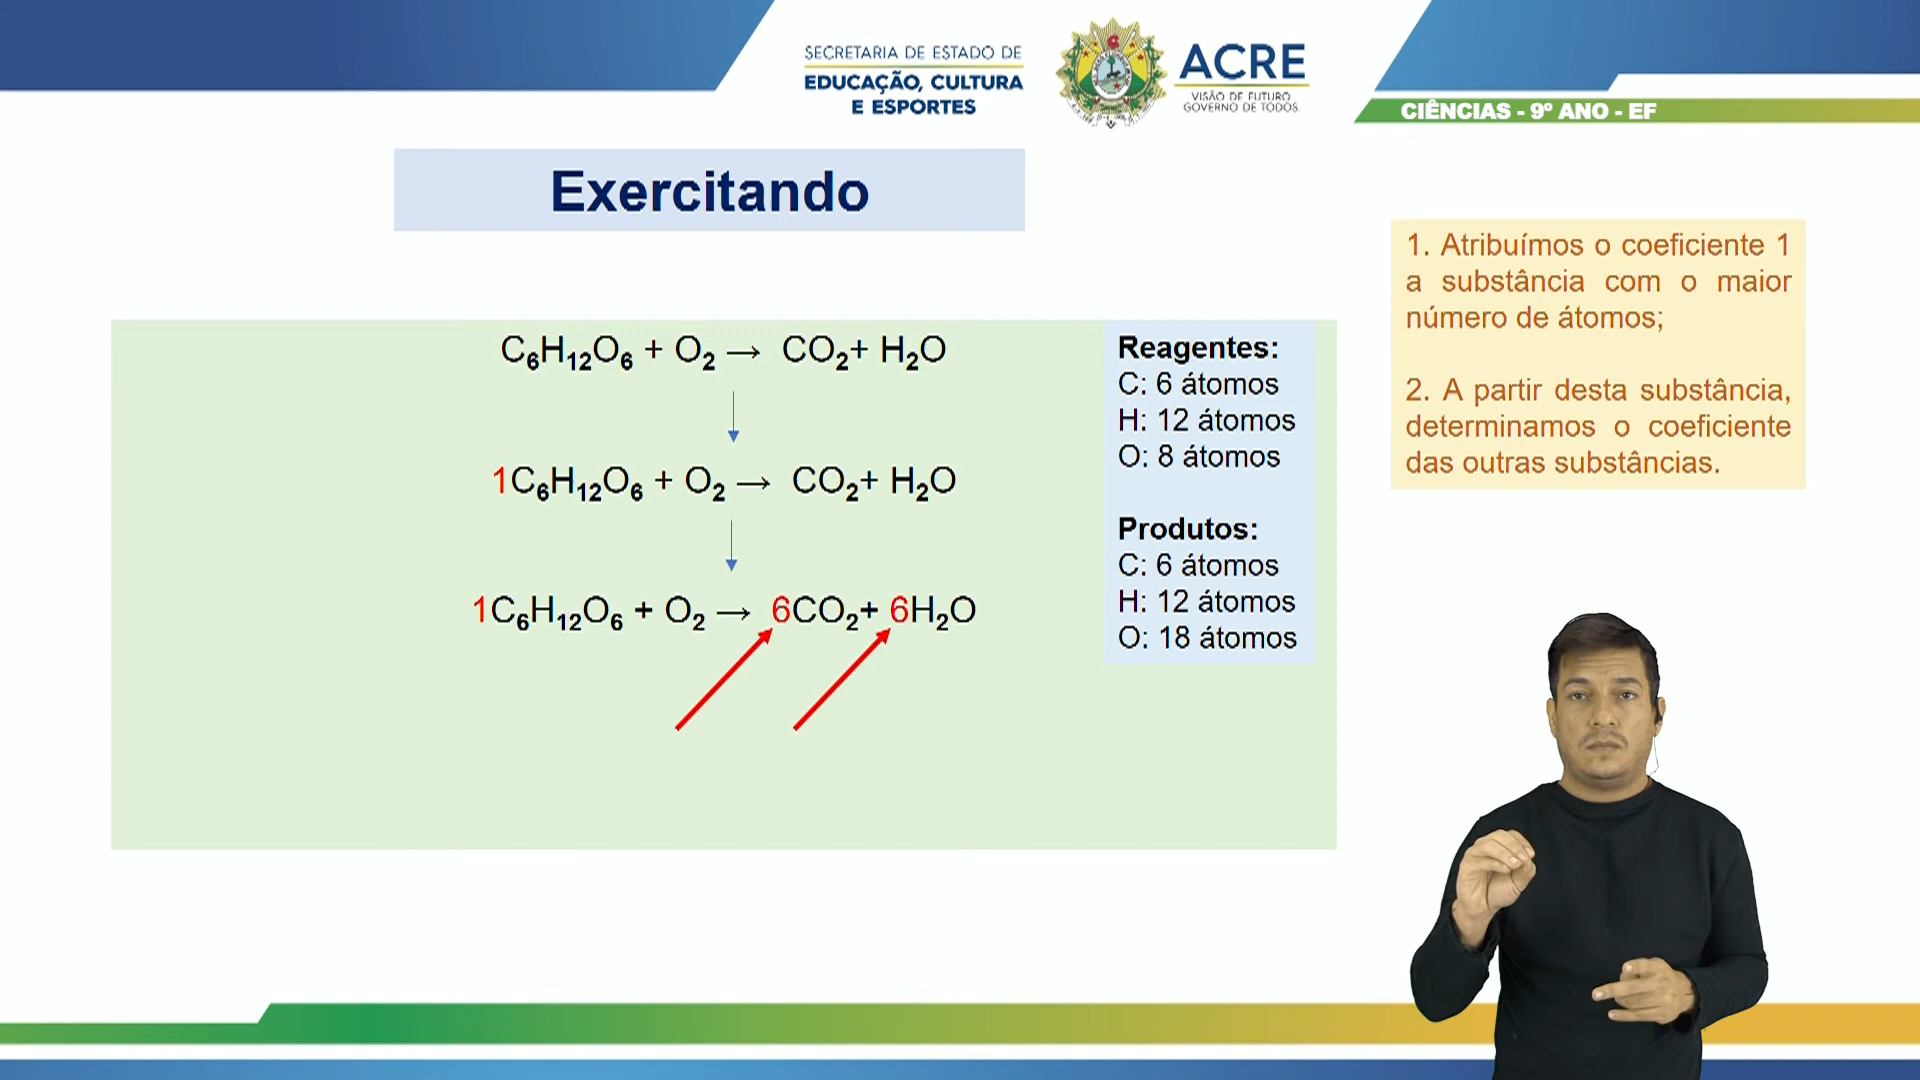 SECRETARIA DE ESTADO DE
EDUCAÇÃO, CULTURA
E ESPORTES
ACRE
VISÃO DE FUTURO
GOVERNO DE TODOS
CIÊNCIAS - 9º ANO - EF
Exercitando
1. Atribuímos o coeficiente 1
a substância com o maior
número de átomos;
2. A partir desta substância,
determinamos o coeficiente
das outras substâncias.
C₆H₁₂O₆ + O₂ → CO₂+ H₂O
1C₆H₁₂O₆ + O₂ → CO₂+ H₂O
1C₆H₁₂O₆ + O₂ → 6CO₂+ 6H₂O
Reagentes:
C: 6 átomos
H: 12 átomos
O: 8 átomos
Produtos:
C: 6 átomos
H: 12 átomos
O: 18 átomos